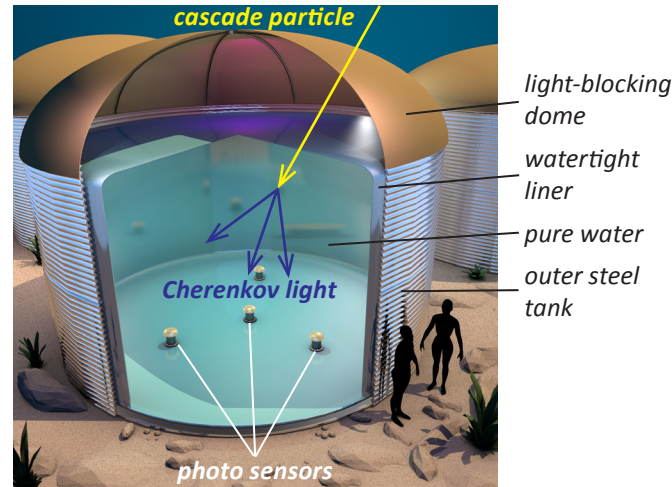 cascade particle
light-blocking
dome
watertight
liner
pure water
outer steel
tank
Cherenkov light
photo sensors